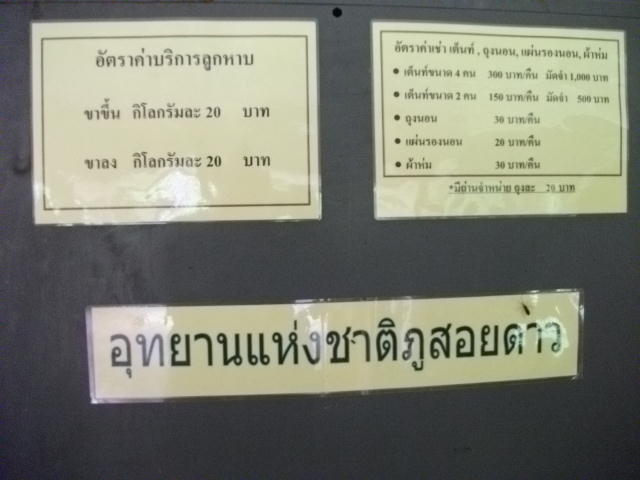 อัตราค่าบริการลูกหาบ
ขาขึ้น กิโลกรัมละ 20 บาท
ขาลง กิโลกรัมละ 20 บาท
อัตราค่าเช่า เต็นท์ , ถุงนอน, แผ่นรองนอน, ผ้าห่ม
● เต็นท์ขนาด 4 คน 300 บาท/คืน มัดจำ 1,000 บาท
● เต็นท์ขนาด 2 คน 150 บาท/คืน มัดจำ 500 บาท
● ถุงนอน 30 บาท/คืน
● แผ่นรองนอน 20 บาท/คืน
● ผ้าห่ม 30 บาท/คืน
*มีถ่านจำหน่าย ถุงละ 20 บาท
อุทยานแห่งชาติภูสอยดาว